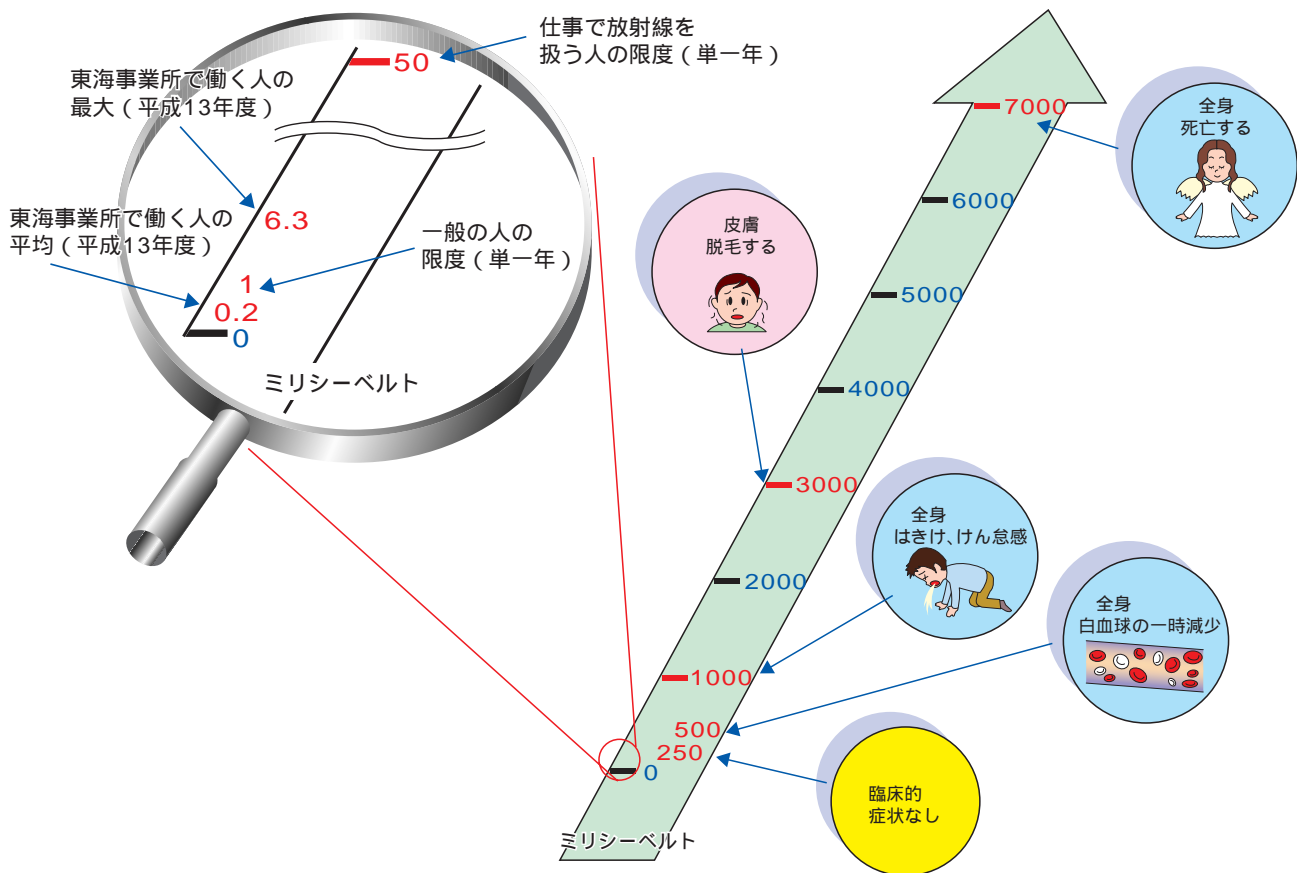 仕事で放射線を
扱う人の限度（単一年）
50
東海事業所で働く人の
最大（平成13年度）
6.3
東海事業所で働く人の
平均（平成13年度）
一般の人の
限度（単一年）
1
0.2
0
ミリシーベルト
7000
全身
死亡する
6000
皮膚
脱毛する
5000
4000
3000
全身
はきけ、けん怠感
2000
全身
白血球の一時減少
1000
500
250
0
臨床的
症状なし
ミリシーベルト